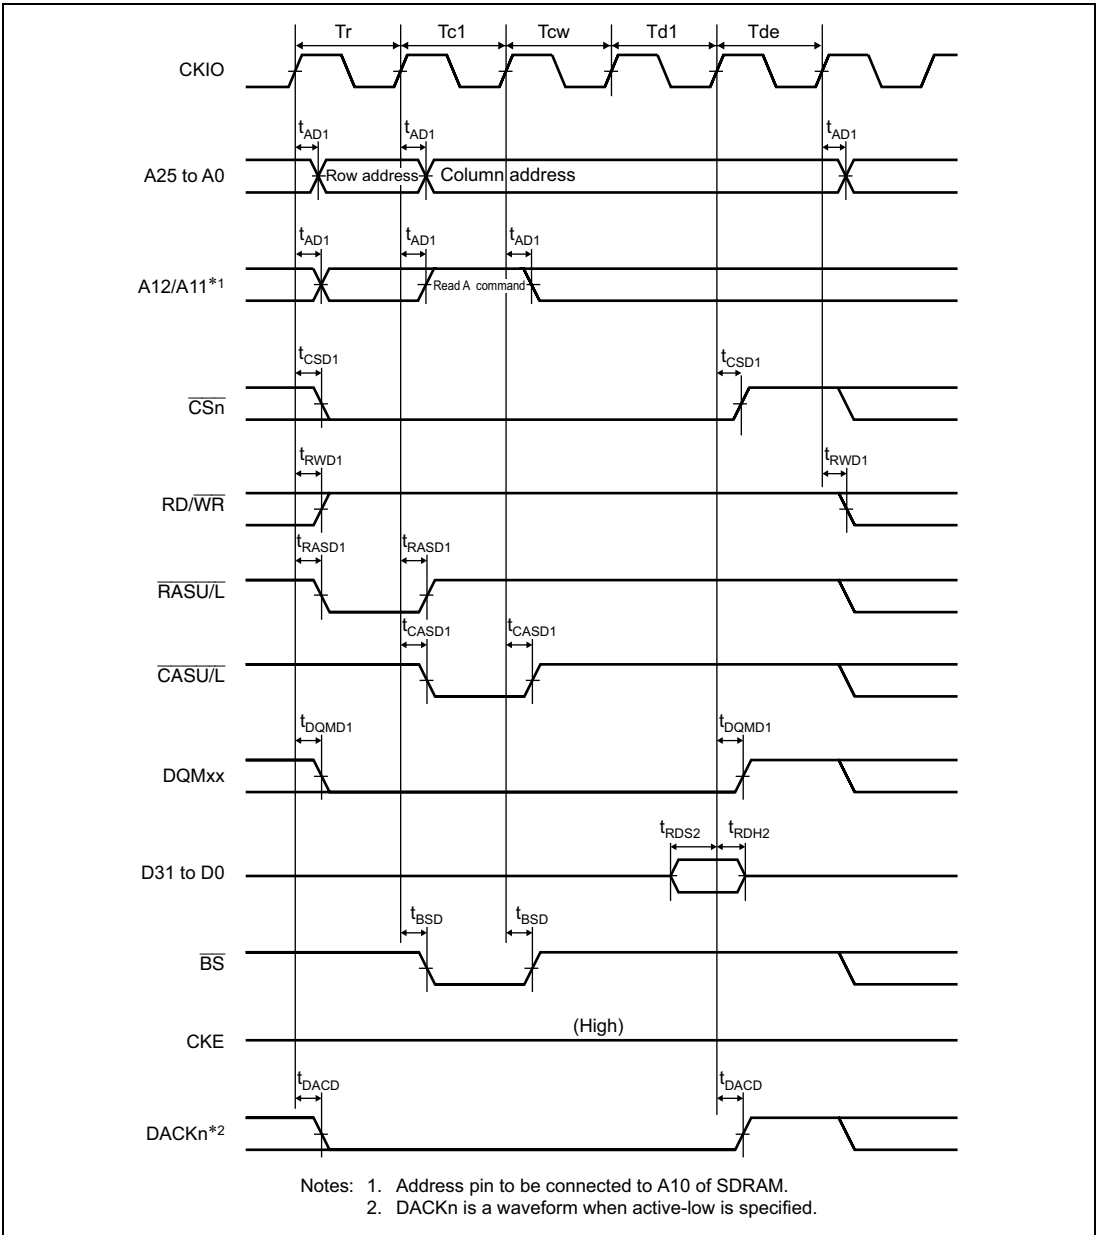 Tr Tc1 Tcw Td1 Tde
CKIO
tAD1 tAD1 tAD1
A25 to A0 Row address Column address
tAD1 tAD1 tAD1
A12/A11*1 Read A command
tCSD1 tCSD1
CSn
tRWD1 tRWD1
RD/WR
tRASD1 tRASD1
RASU/L
tCASD1 tCASD1
CASU/L
tDQMD1 tDQMD1
DQMxx
tRDS2 tRDH2
D31 to D0
tBSD tBSD
BS
(High)
CKE
tDACD tDACD
DACKn*2
Notes: 1. Address pin to be connected to A10 of SDRAM.
2. DACKn is a waveform when active-low is specified.